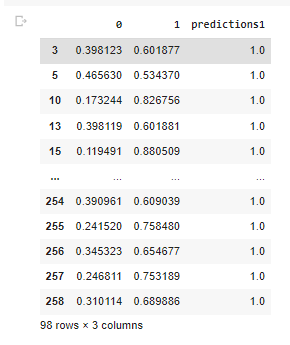 0 1 predictions1
3 0.398123 0.601877 1.0
5 0.465630 0.534370 1.0
10 0.173244 0.826756 1.0
13 0.398119 0.601881 1.0
15 0.119491 0.880509 1.0
... ... ... ...
254 0.390961 0.609039 1.0
255 0.241520 0.758480 1.0
256 0.345323 0.654677 1.0
257 0.246811 0.753189 1.0
258 0.310114 0.689886 1.0
98 rows × 3 columns